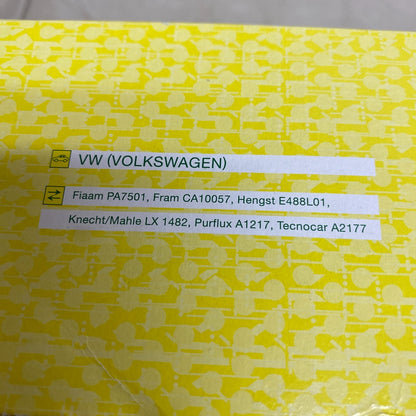 VW (VOLKSWAGEN)
Fiaam PA7501, Fram CA10057, Hengst E488L01,
Knecht/Mahle LX 1482, Purflux A1217, Tecnocar A2177